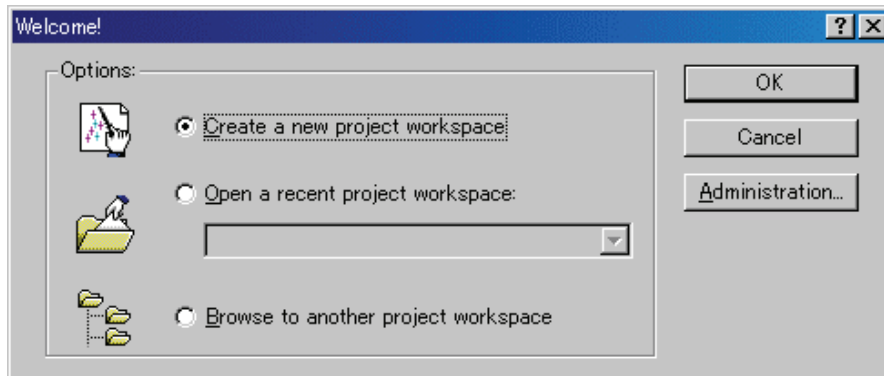 Welcome!
Options:
Create a new project workspace
Open a recent project workspace:
Browse to another project workspace
OK
Cancel
Administration...